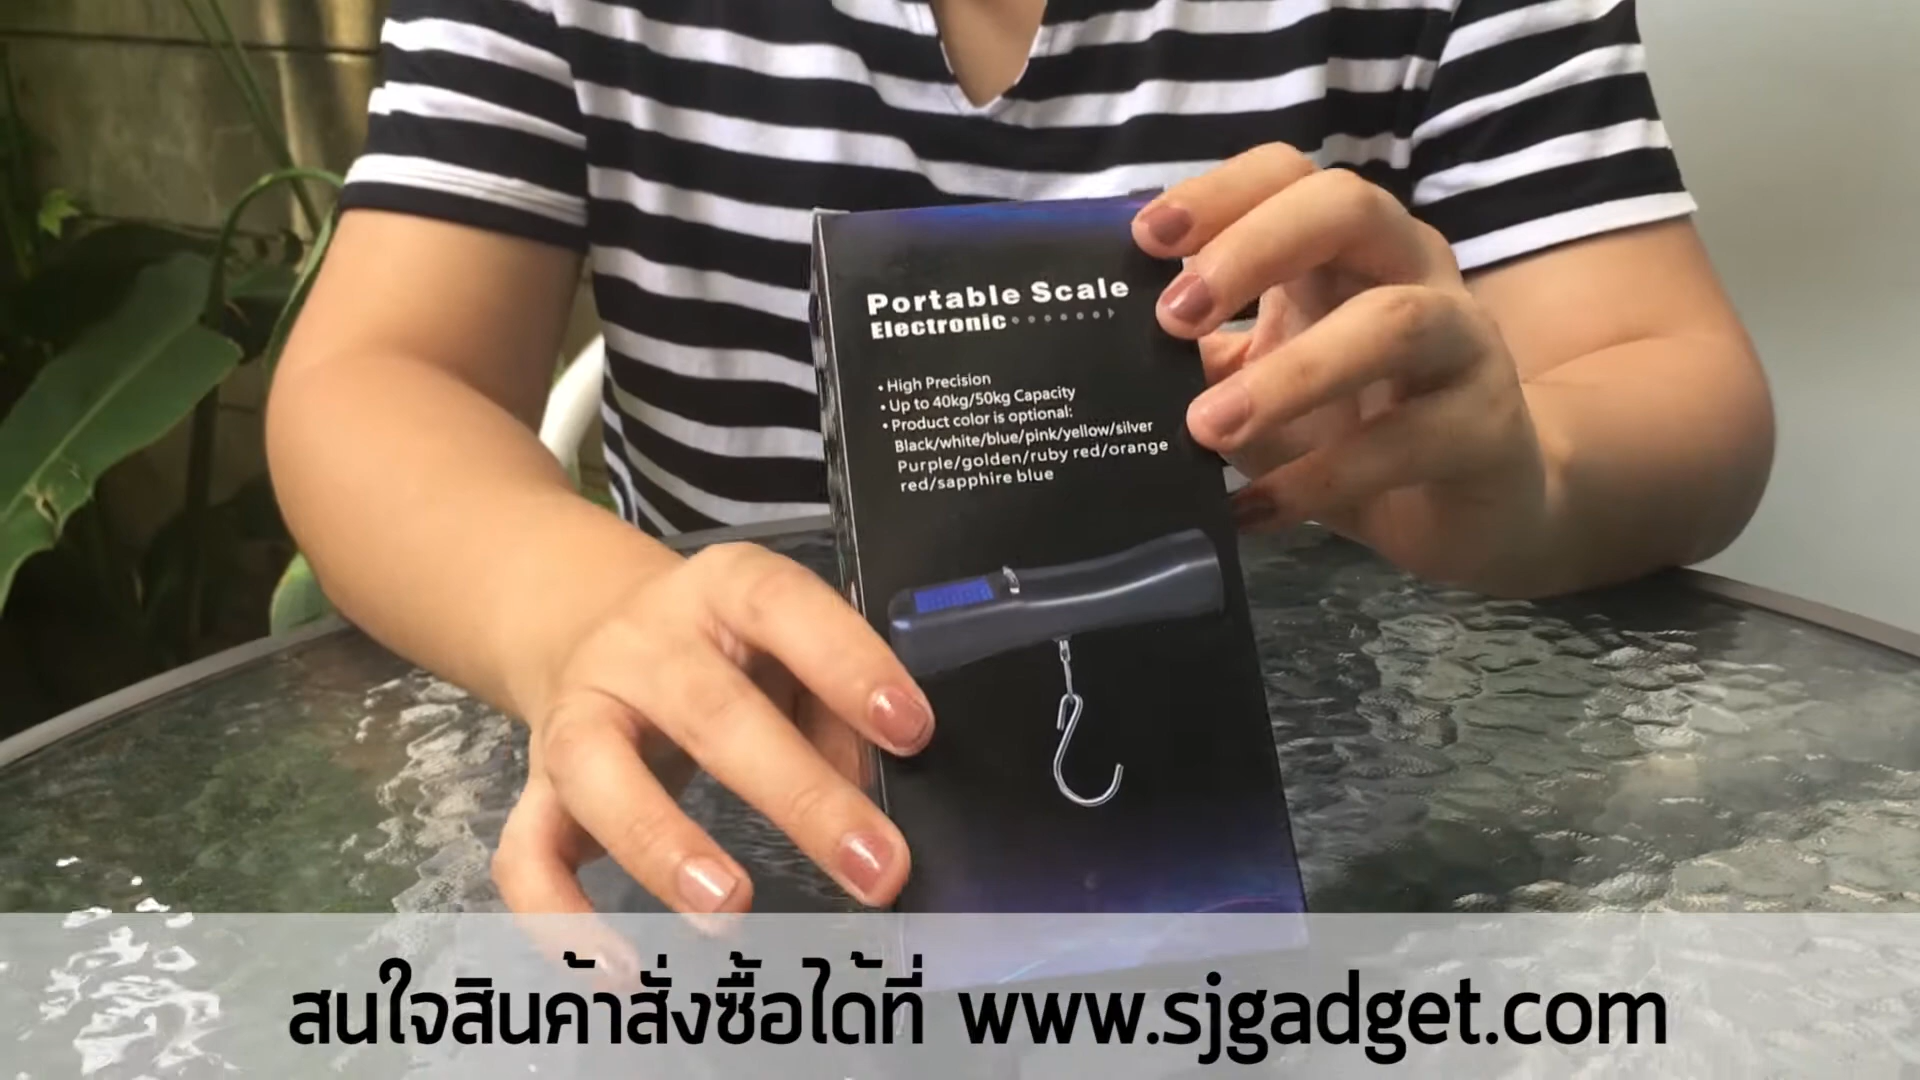 Portable Scale
Electronic
• High Precision
• Up to 40kg/50kg Capacity
• Product color is optional:
Black/white/blue/pink/yellow/silver
Purple/golden/ruby red/orange
red/sapphire blue
สนใจสินค้าสั่งซื้อได้ที่ www.sjgadget.com